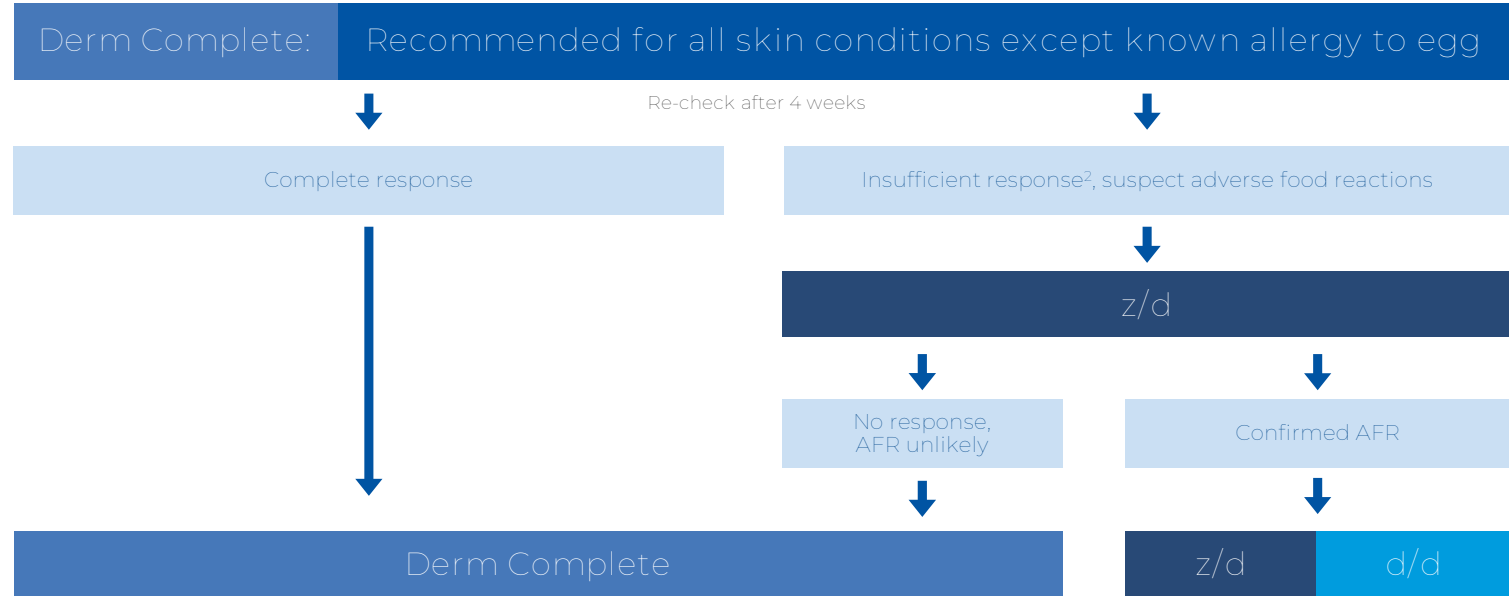 Derm Complete: Recommended for all skin conditions except known allergy to egg
Re-check after 4 weeks
Complete response
Insufficient response², suspect adverse food reactions
z/d
No response,
AFR unlikely
Confirmed AFR
Derm Complete
z/d
d/d